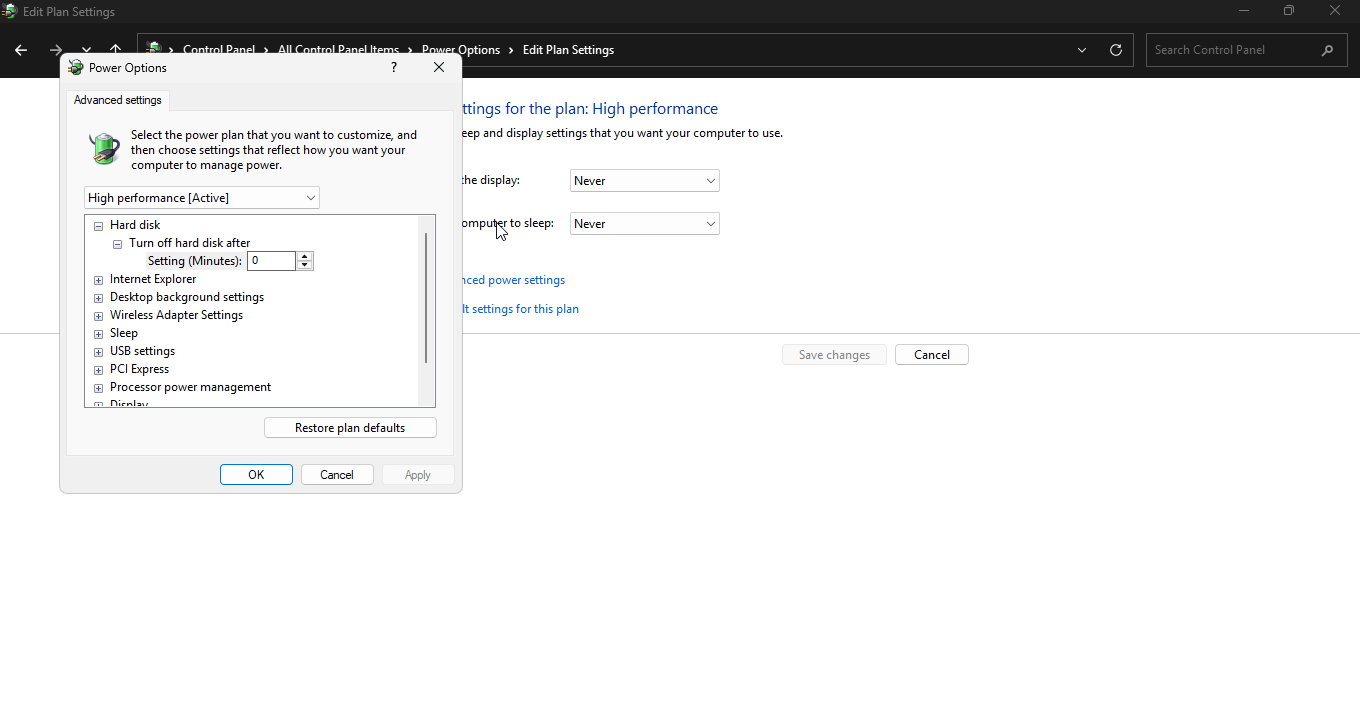 Edit Plan Settings
Control Panel > All Control Panel Items > Power Options > Edit Plan Settings
Search Control Panel
Power Options
?
Advanced settings
Select the power plan that you want to customize, and
then choose settings that reflect how you want your
computer to manage power.
High performance [Active]
Hard disk
Turn off hard disk after
Setting (Minutes): 0
Internet Explorer
Desktop background settings
Wireless Adapter Settings
Sleep
USB settings
PCI Express
Processor power management
Display
Restore plan defaults
OK
Cancel
Apply
ttings for the plan: High performance
eep and display settings that you want your computer to use.
the display:
Never
omputer to sleep:
Never
nced power settings
lt settings for this plan
Save changes
Cancel